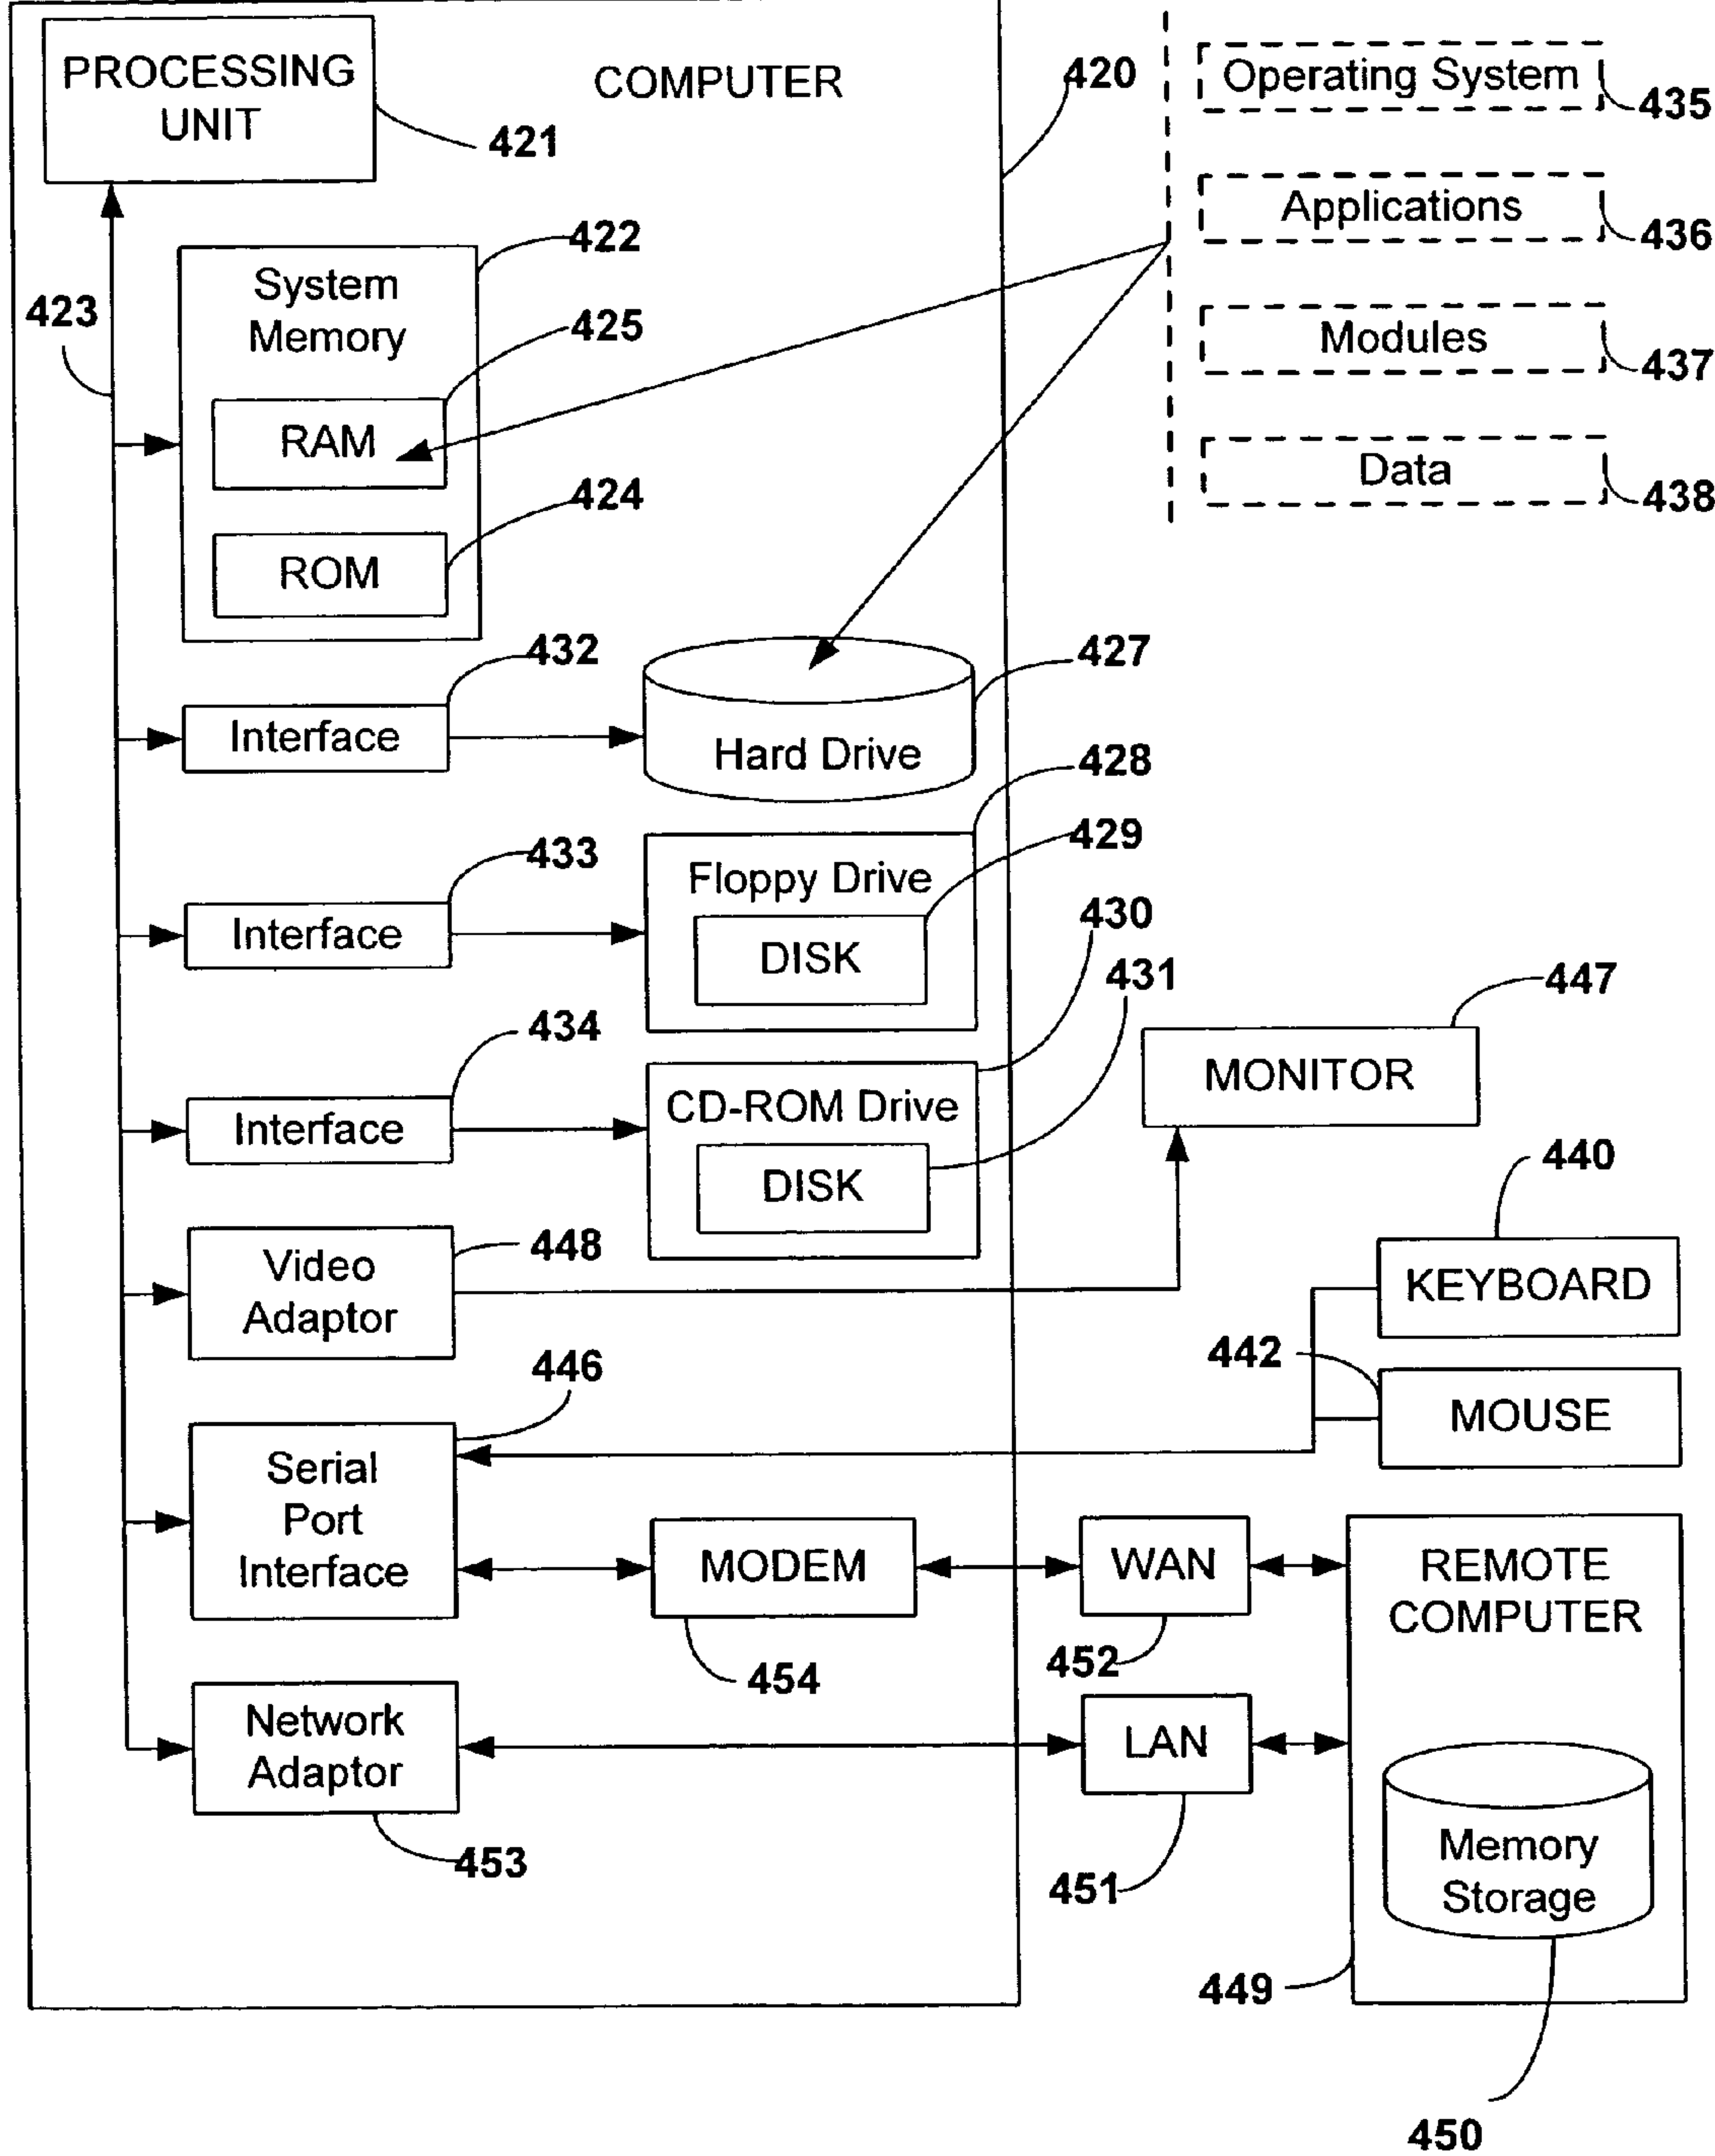 PROCESSING
UNIT
421
COMPUTER
420
Operating System
435
Applications
436
Modules
437
Data
438
423
422
System
Memory
425
RAM
424
ROM
432
Interface
427
Hard Drive
433
Interface
428
Floppy Drive
429
DISK
434
Interface
430
CD-ROM Drive
431
DISK
447
MONITOR
448
Video
Adaptor
440
KEYBOARD
442
MOUSE
446
Serial
Port
Interface
MODEM
454
WAN
452
REMOTE
COMPUTER
Network
Adaptor
453
LAN
451
Memory
Storage
449
450